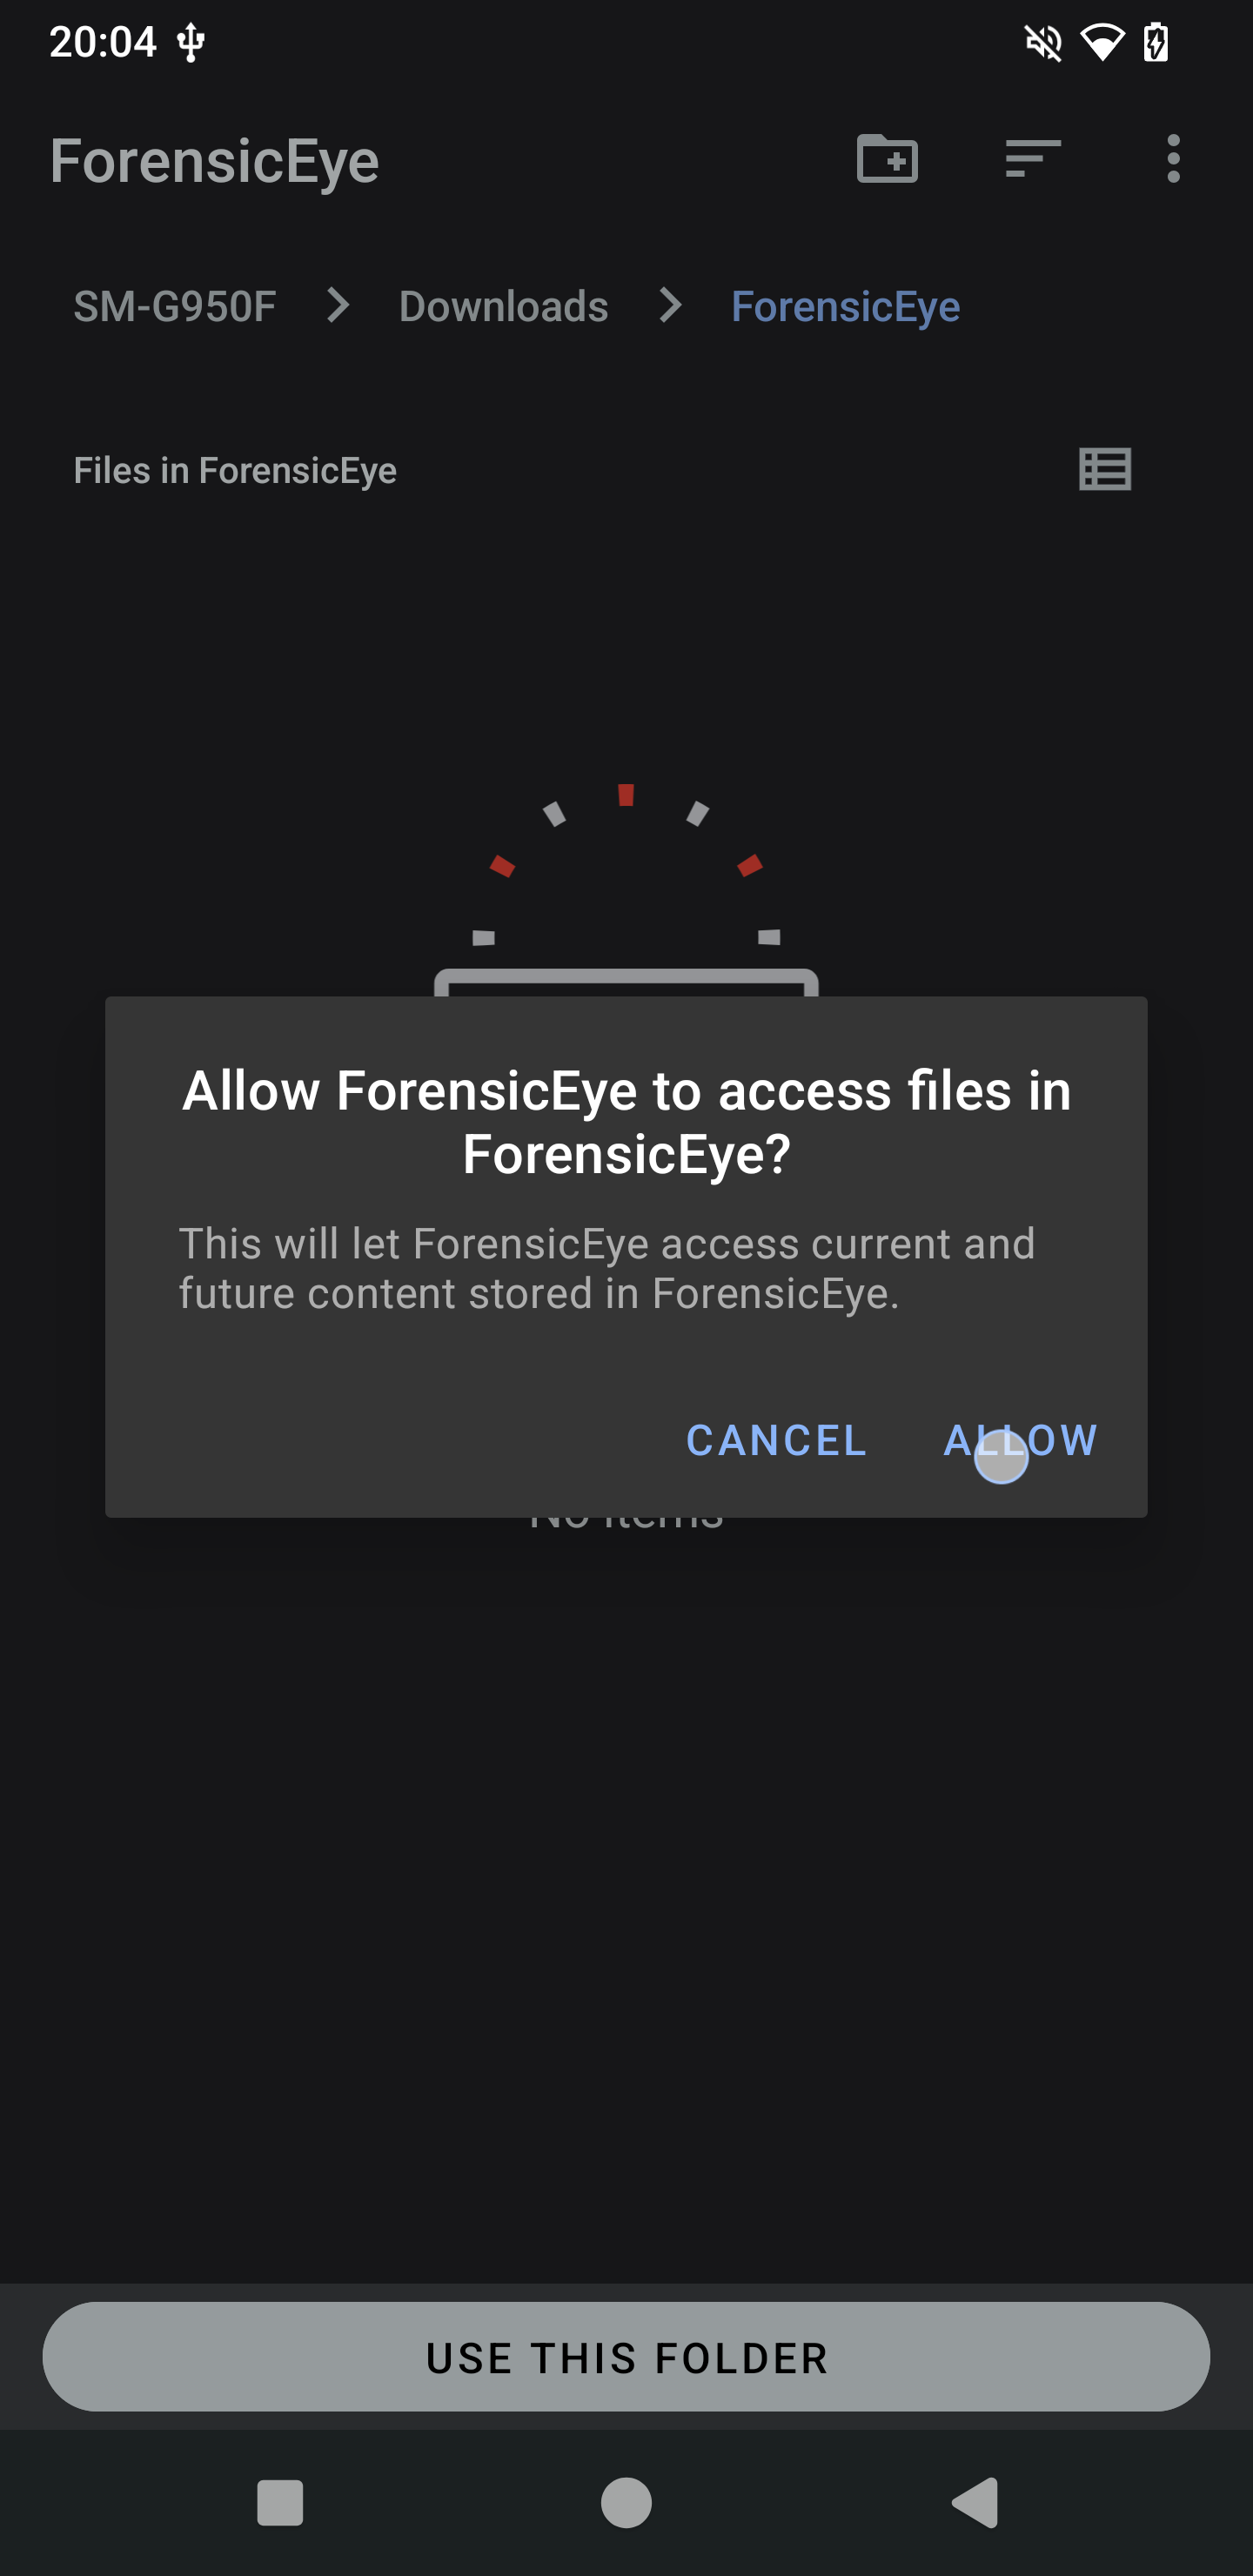 20:04
ForensicEye
SM-G950F
Downloads
ForensicEye
Files in ForensicEye
Allow ForensicEye to access files in
ForensicEye?
This will let ForensicEye access current and
future content stored in ForensicEye.
CANCEL
ALLOW
No items
USE THIS FOLDER